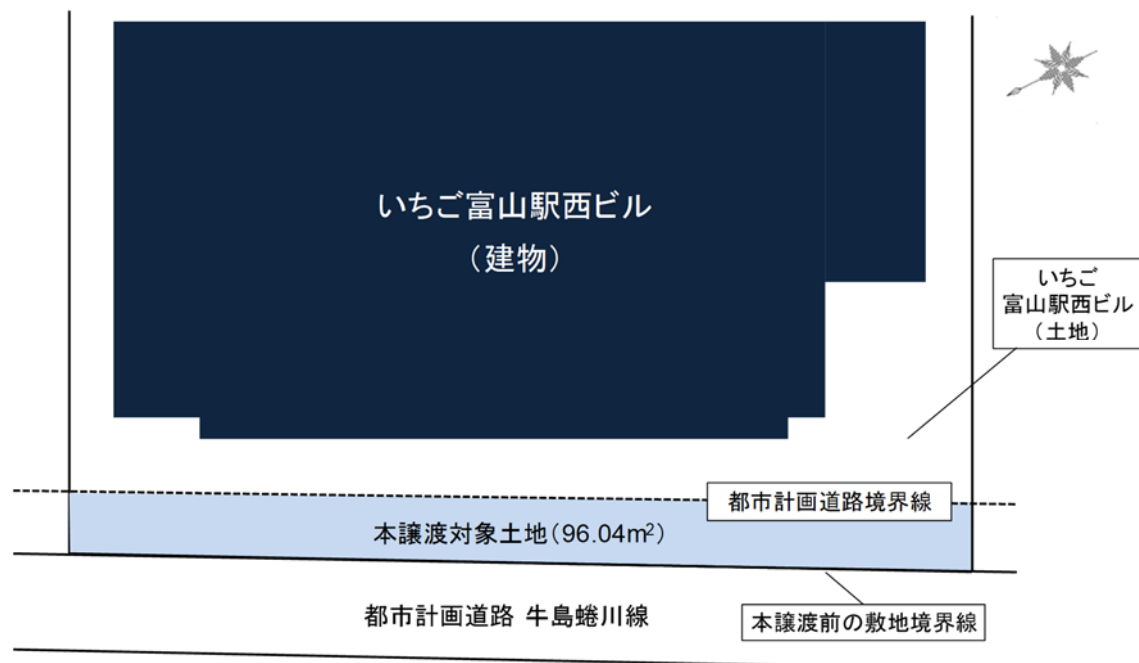 いちご富山駅西ビル
（建物）
いちご
富山駅西ビル
（土地）
都市計画道路境界線
本譲渡対象土地（96.04m²）
都市計画道路 牛島蜷川線
本譲渡前の敷地境界線